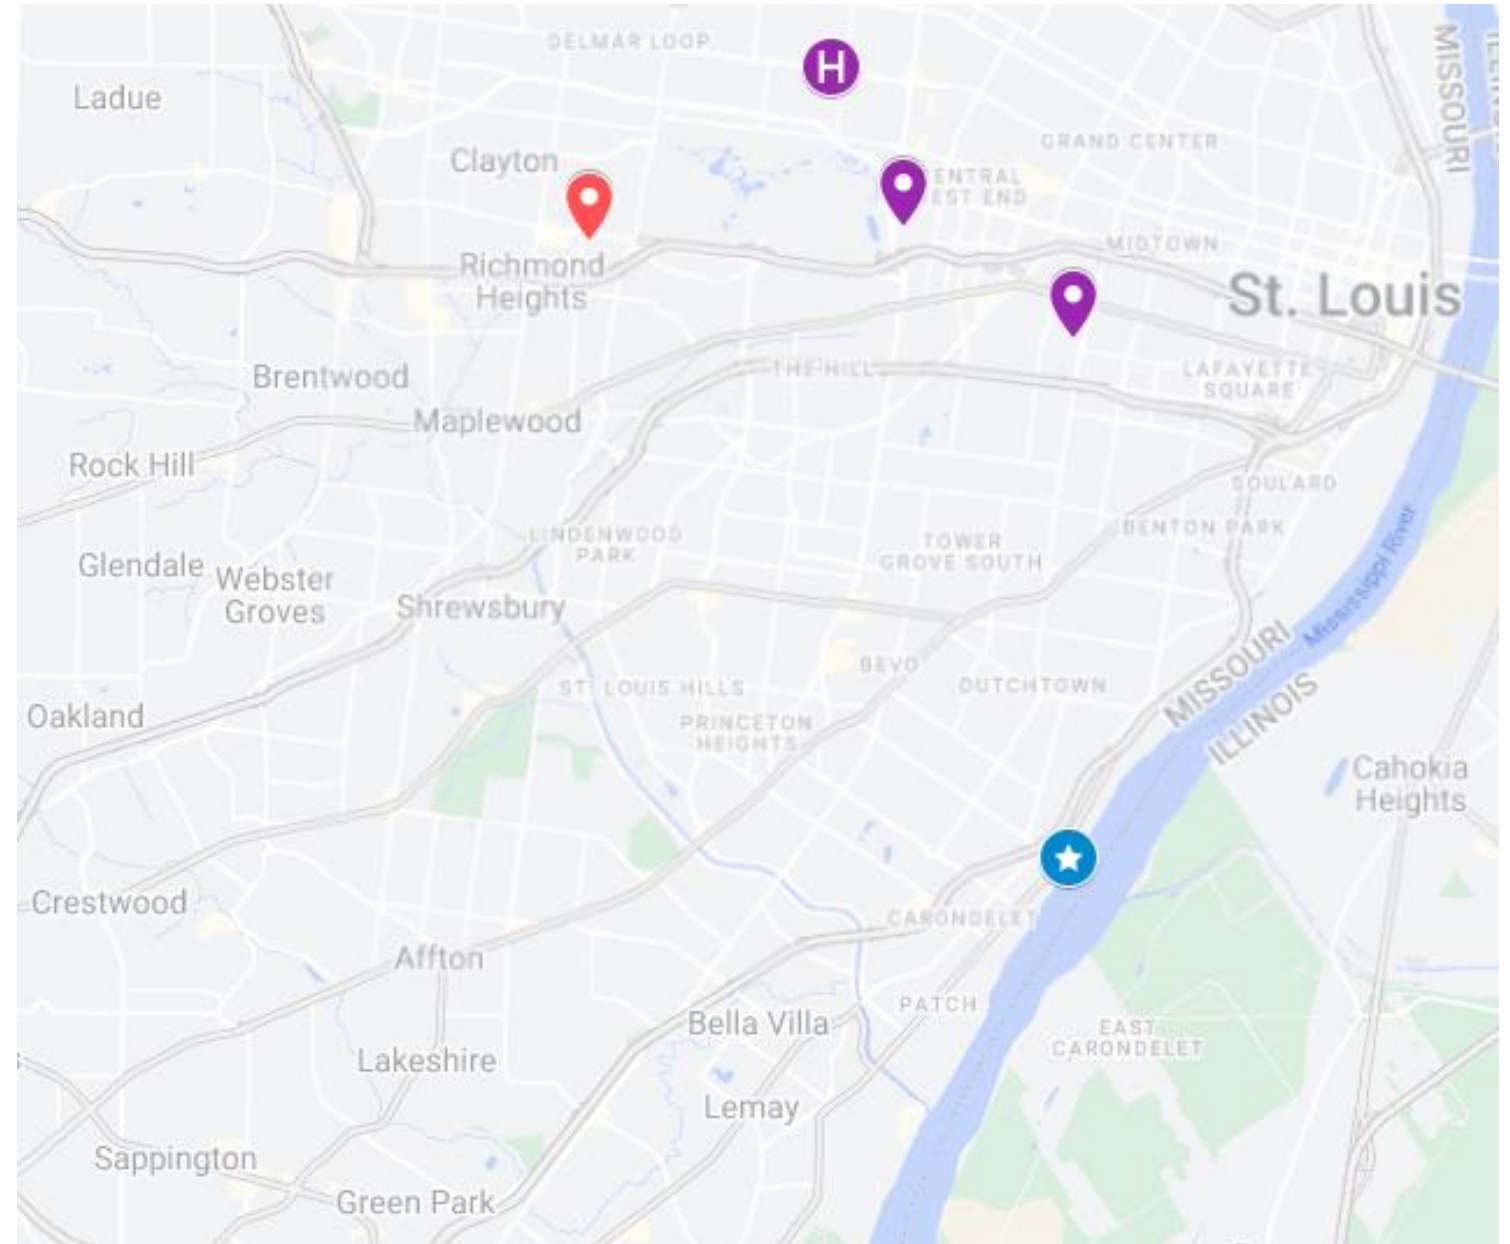 DELMAR LOOP
H
MISSOURI
Ladue
GRAND CENTER
Clayton
ENTRAL
EST END
MIDTOWN
Richmond
Heights
St. Louis
THE HILL
LAFAYETTE
SQUARE
Brentwood
Maplewood
Rock Hill
SOULARD
BENTON PARK
LINDENWOOD
PARK
TOWER
GROVE SOUTH
Mississippi River
Glendale
Webster
Groves
Shrewsbury
MISSOURI
ILLINOIS
BEVO
ST. LOUIS HILLS
DUTCHTOWN
Oakland
PRINCETON
HEIGHTS
Cahokia
Heights
Crestwood
CARONDELET
Affton
PATCH
Bella Villa
EAST
CARONDELET
Lakeshire
Lemay
Sappington
Green Park